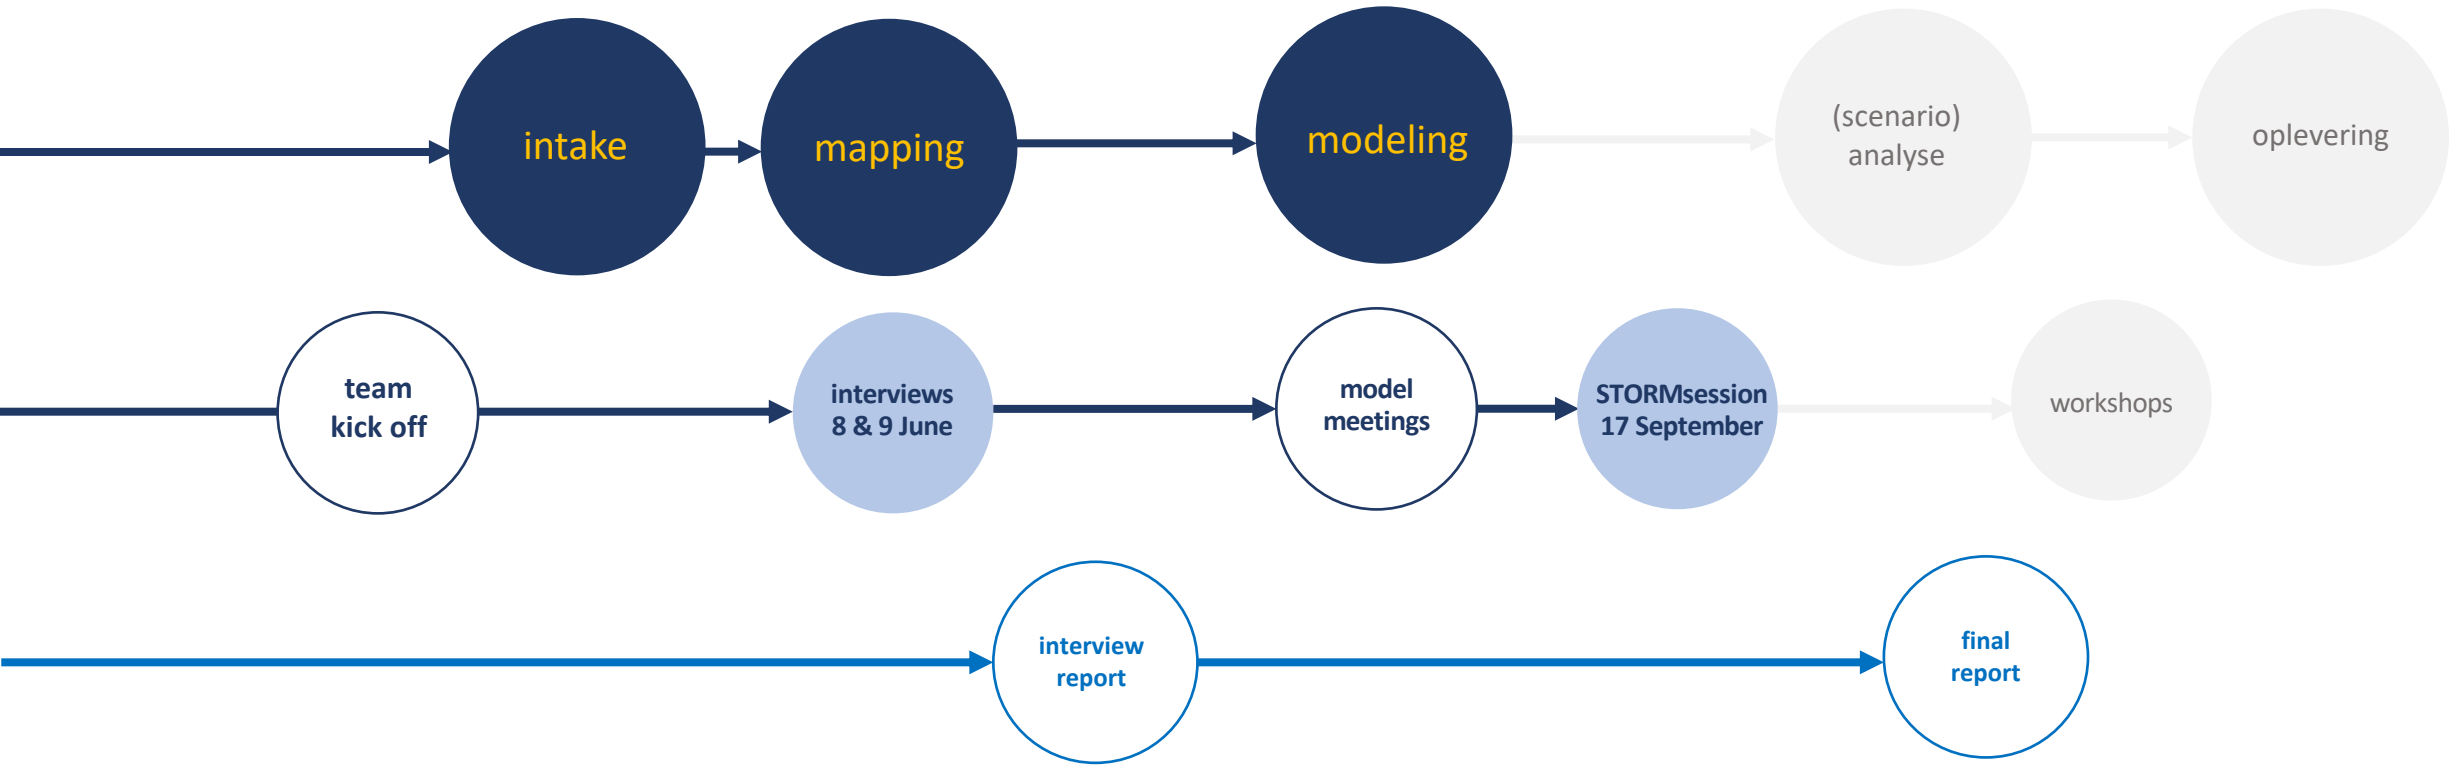 intake
mapping
modeling
(scenario)
analyse
oplevering
team
kick off
interviews
8 & 9 June
model
meetings
STORMsession
17 September
workshops
interview
report
final
report